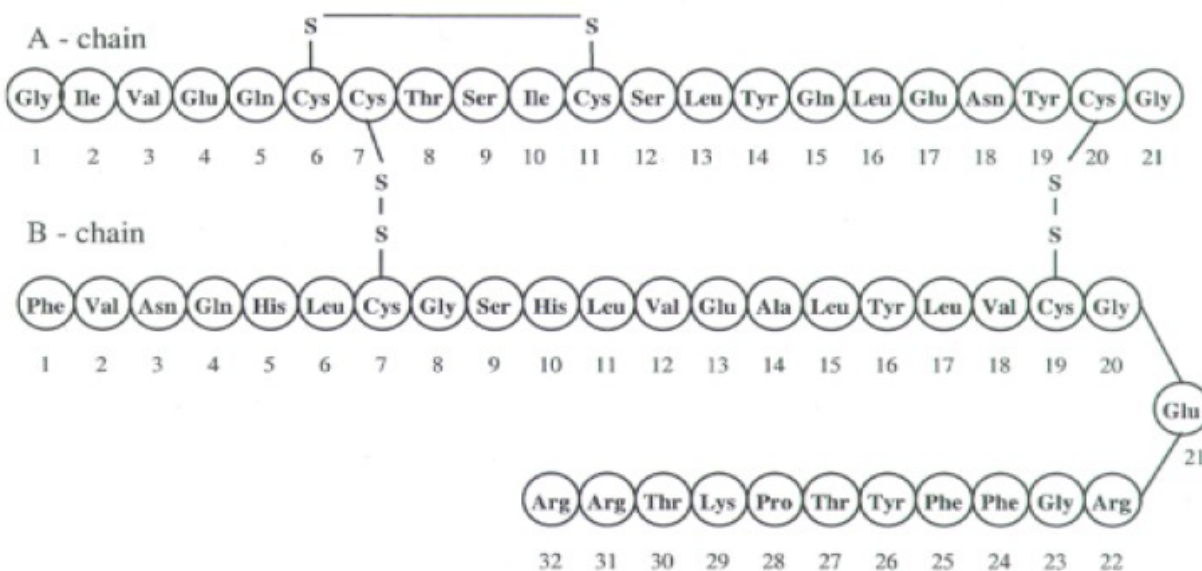 S S
A - chain
Gly Ile Val Glu Gln Cys Cys Thr Ser Ile Cys Ser Leu Tyr Gln Leu Glu Asn Tyr Cys Gly
1 2 3 4 5 6 7 8 9 10 11 12 13 14 15 16 17 18 19 20 21
S S
B - chain
S S
Phe Val Asn Gln His Leu Cys Gly Ser His Leu Val Glu Ala Leu Tyr Leu Val Cys Gly
1 2 3 4 5 6 7 8 9 10 11 12 13 14 15 16 17 18 19 20
Glu
21
Arg Arg Thr Lys Pro Thr Tyr Phe Phe Gly Arg
32 31 30 29 28 27 26 25 24 23 22